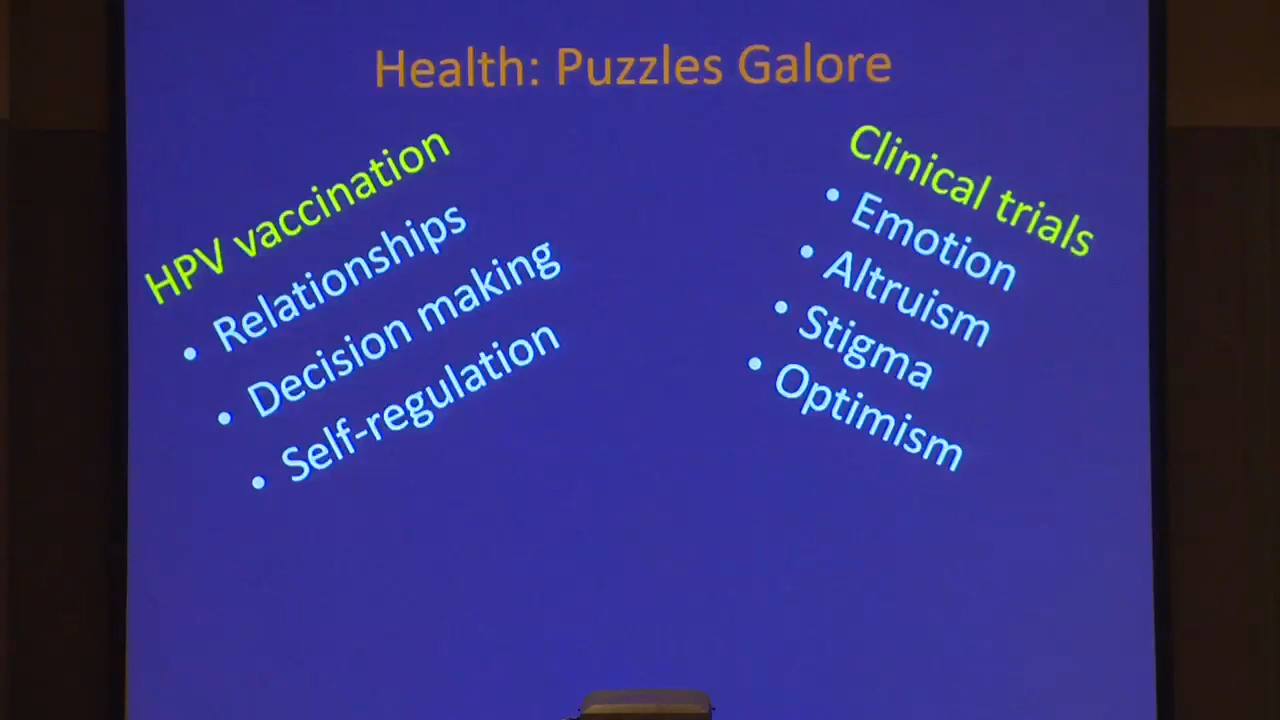 Health: Puzzles Galore
HPV vaccination
• Relationships
• Decision making
• Self-regulation
Clinical trials
• Emotion
• Altruism
• Stigma
• Optimism